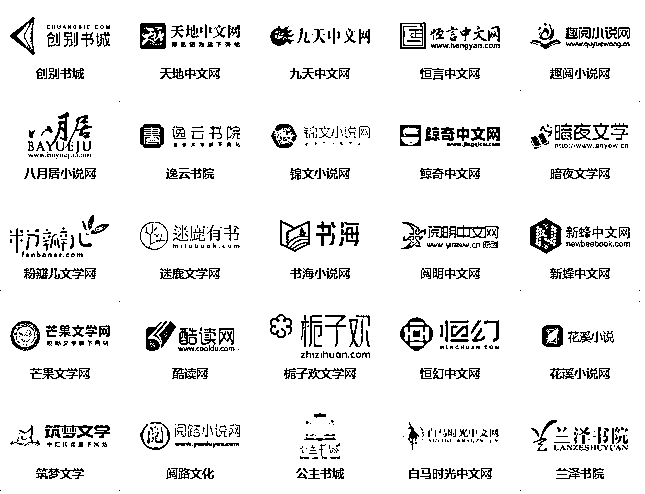 CHUANGBIE.COM
创别书城
天地中文网
九天中文网
恒言中文网
www.hengyan.com
趣阅小说网
www.quyuewang.cn
创别书城
天地中文网
九天中文网
恒言中文网
趣阅小说网
八月居
BAYUEJU
逸云书院
锦文小说网
鲸奇中文网
暗夜文学
八月居小说网
逸云书院
锦文小说网
鲸奇中文网
暗夜文学网
粉瓣儿
fenbaner.com
迷鹿有书
milubook.com
书海
阅明中文网
新蜂中文网
newbeebook.com
粉瓣儿文学网
迷鹿文学网
书海小说网
阅明中文网
新蜂中文网
芒果文学网
酷读网
www.cooldu.com
栀子欢
zhizihuan.com
恒幻
花溪小说
芒果文学网
酷读网
栀子欢文学网
恒幻中文网
花溪小说网
筑梦文学
阅路小说网
公主书城
白马时光中文网
兰泽书院
LANZESHUYUAN
筑梦文学
阅路文化
公主书城
白马时光中文网
兰泽书院